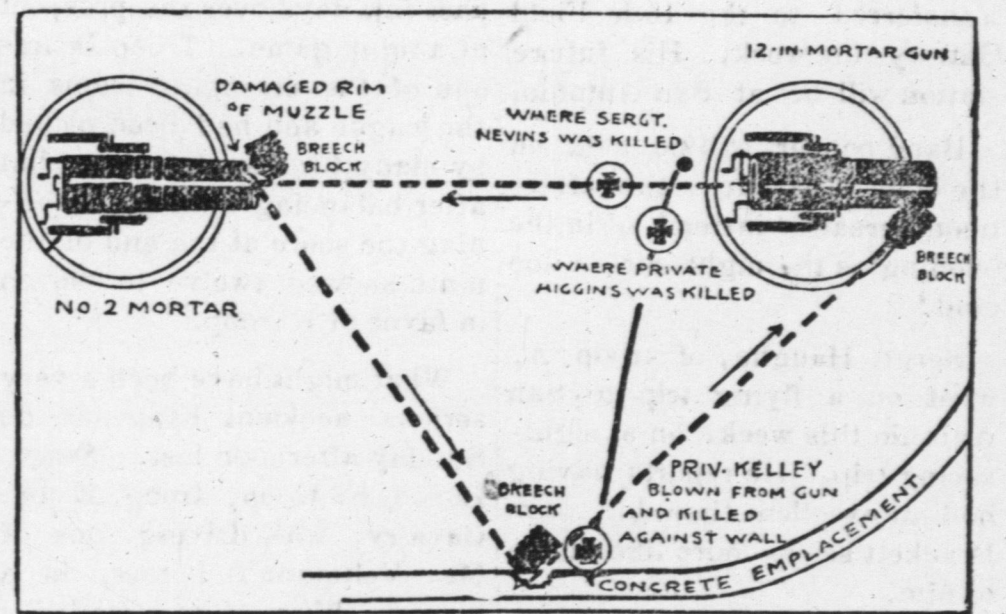 12-IN MORTAR GUN
DAMAGED RIM
OF MUZZLE
BREECH
BLOCK
WHERE SERGT.
NEVINS WAS KILLED
WHERE PRIVATE
HIGGINS WAS KILLED
BREECH
BLOCK
NO 2 MORTAR
BREECH
BLOCK
PRIV. KELLEY
BLOWN FROM GUN
AND KILLED
AGAINST WALL
CONCRETE EMPLACEMENT